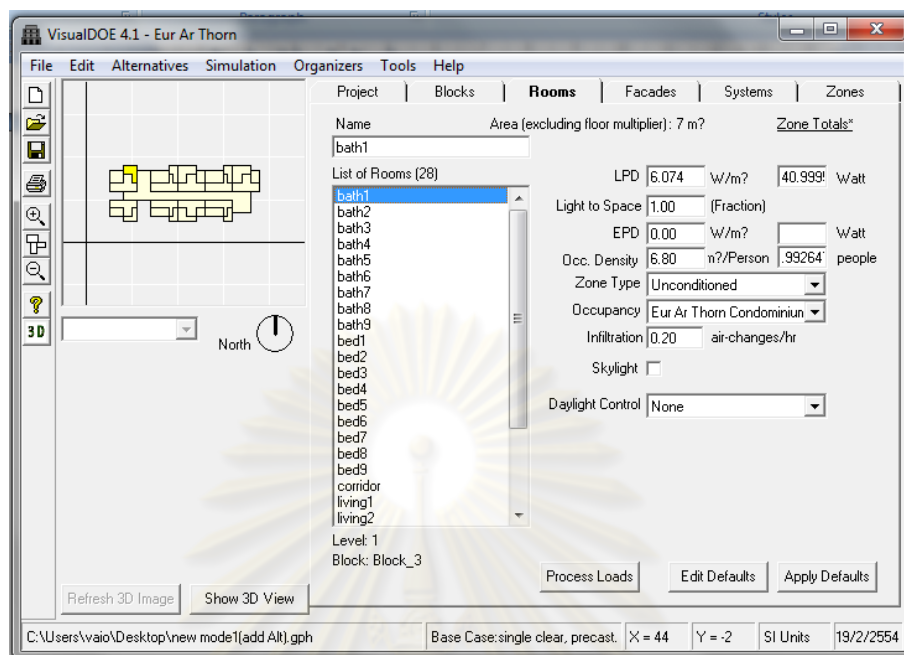 VisualDOE 4.1 - Eur Ar Thorn
File Edit Alternatives Simulation Organizers Tools Help
Project Blocks Rooms Facades Systems Zones
Name Area (excluding floor multiplier): 7 m? Zone Totals*
bath1
List of Rooms (28)
bath1
bath2
bath3
bath4
bath5
bath6
bath7
bath8
bath9
bed1
bed2
bed3
bed4
bed5
bed6
bed7
bed8
bed9
corridor
living1
living2
Level: 1
Block: Block_3
LPD 6.074 W/m? 40.999 Watt
Light to Space 1.00 (Fraction)
EPD 0.00 W/m? Watt
Occ. Density 6.80 n?/Person .99264 people
Zone Type Unconditioned
Occupancy Eur Ar Thorn Condominiun
Infiltration 0.20 air-changes/hr
Skylight
Daylight Control None
North
3D
Process Loads Edit Defaults Apply Defaults
Refresh 3D Image Show 3D View
C:\Users\vaio\Desktop\new mode1(add Alt).gph Base Case:single clear, precast. X = 44 Y = -2 SI Units 19/2/2554